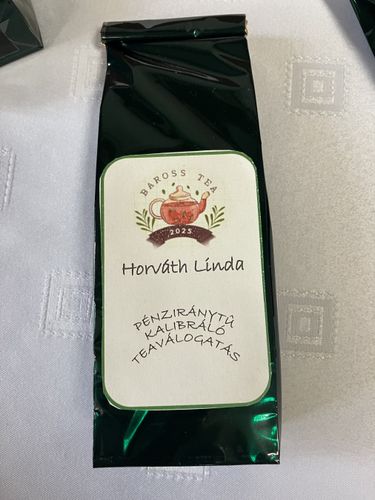 BAROSS TEA
2025
Horváth Linda
PÉNZIRÁNYTŰ
KALIBRÁLÓ
TEAVÁLOGATÁS